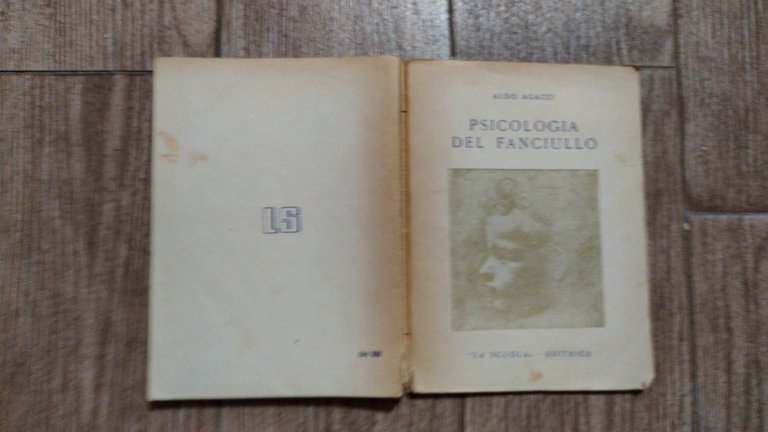 ALDO AGAZZI
PSICOLOGIA
DEL FANCIULLO
LS
"LA SCUOLA" - EDITRICE